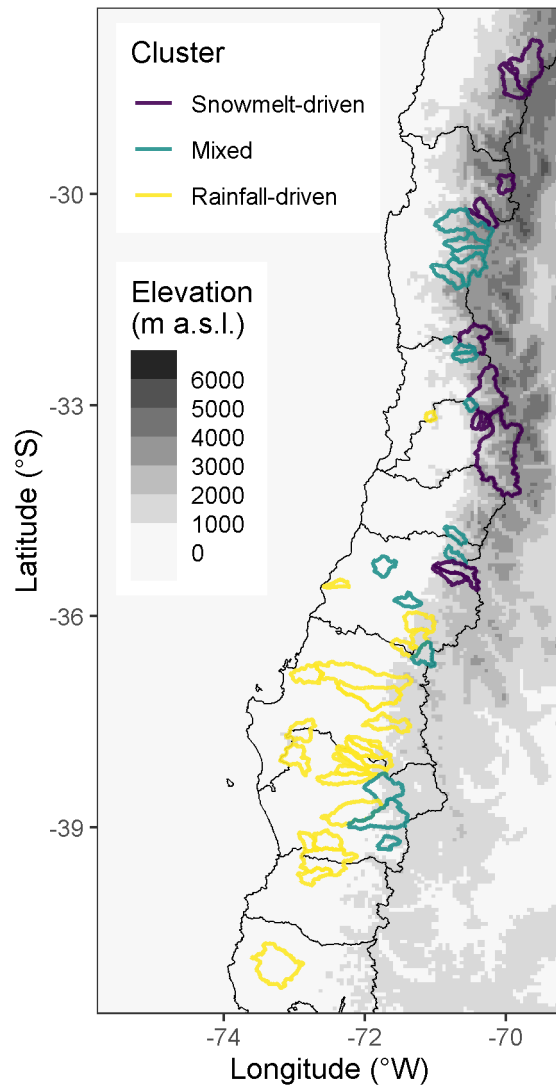 Cluster
Snowmelt-driven
Mixed
Rainfall-driven
Elevation
(m a.s.l.)
6000
5000
4000
3000
2000
1000
0
-30
-33
-36
-39
Latitude (°S)
-74
-72
-70
Longitude (°W)